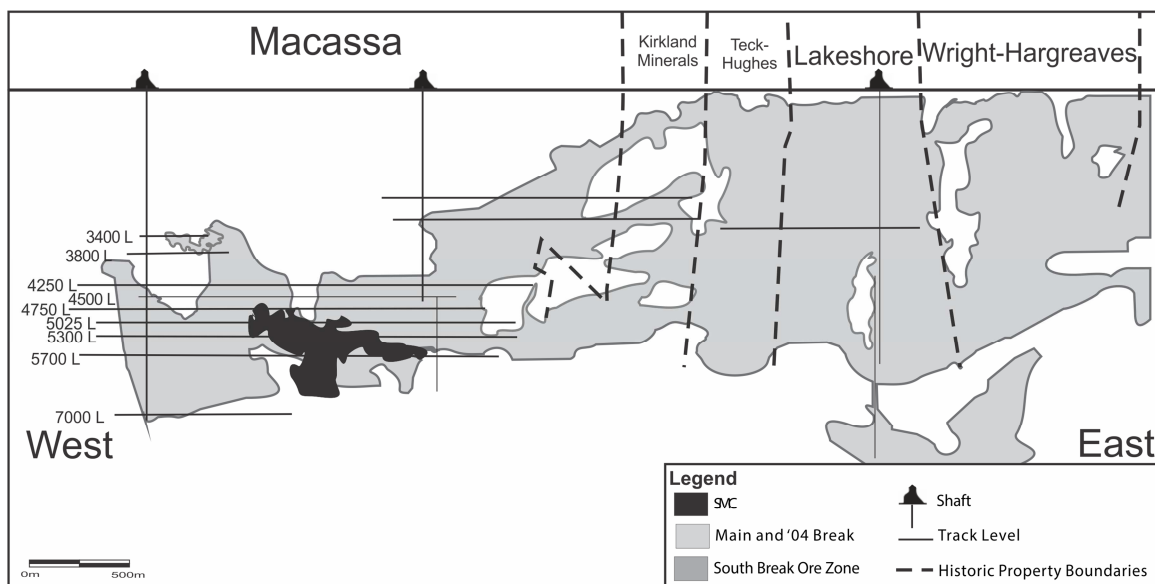 Macassa
Kirkland
Minerals
Teck-
Hughes
Lakeshore
Wright-Hargreaves
3400 L
3800 L
4250 L
4500 L
4750 L
5025 L
5300 L
5700 L
7000 L
West
East
Legend
SMC
Shaft
Main and '04 Break
Track Level
South Break Ore Zone
Historic Property Boundaries
0m
500m